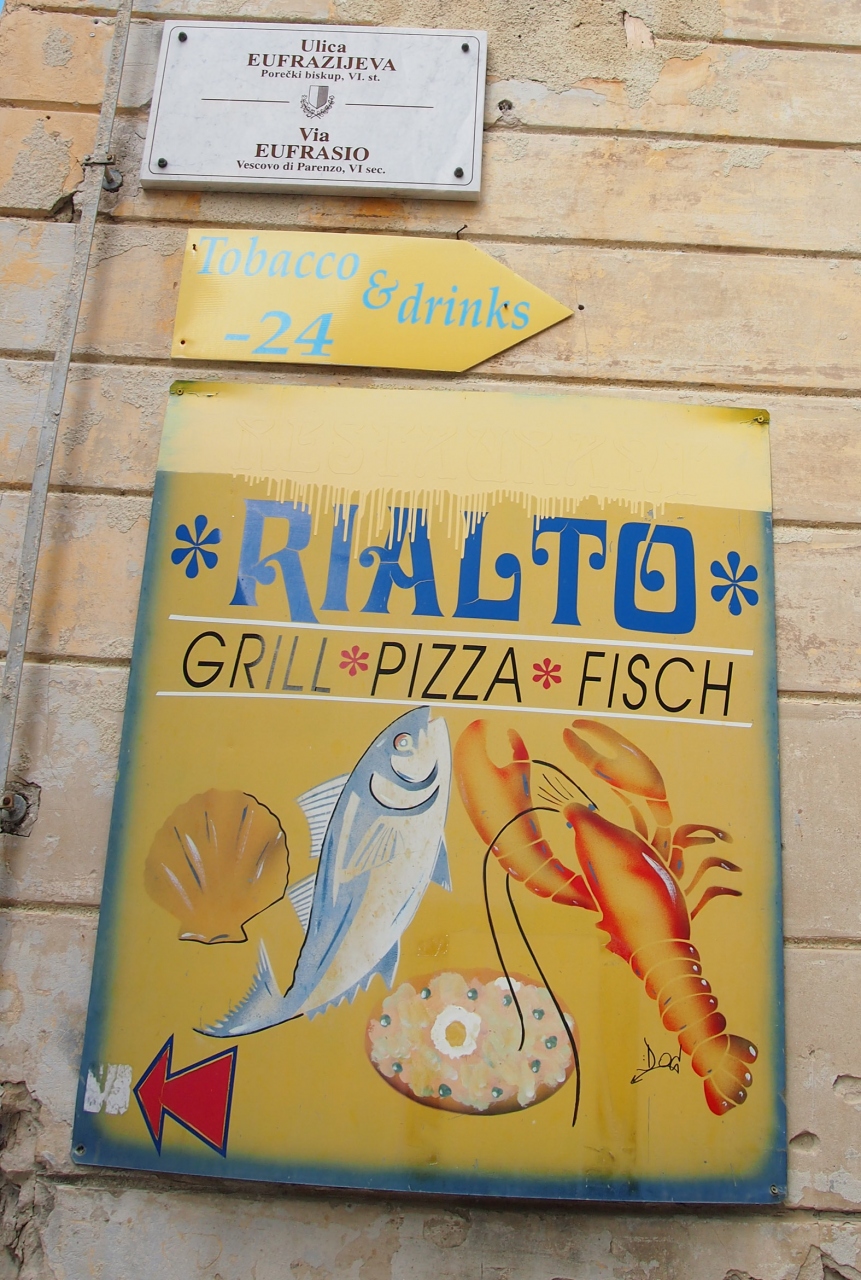 Ulica
EUFRAZIJEVA
Porečki biskup, VI. st.
Via
EUFRASIO
Vescovo di Parenzo, VI sec.
Tobacco & drinks
-24
RESTAURANT
RIALTO
GRILL * PIZZA * FISCH